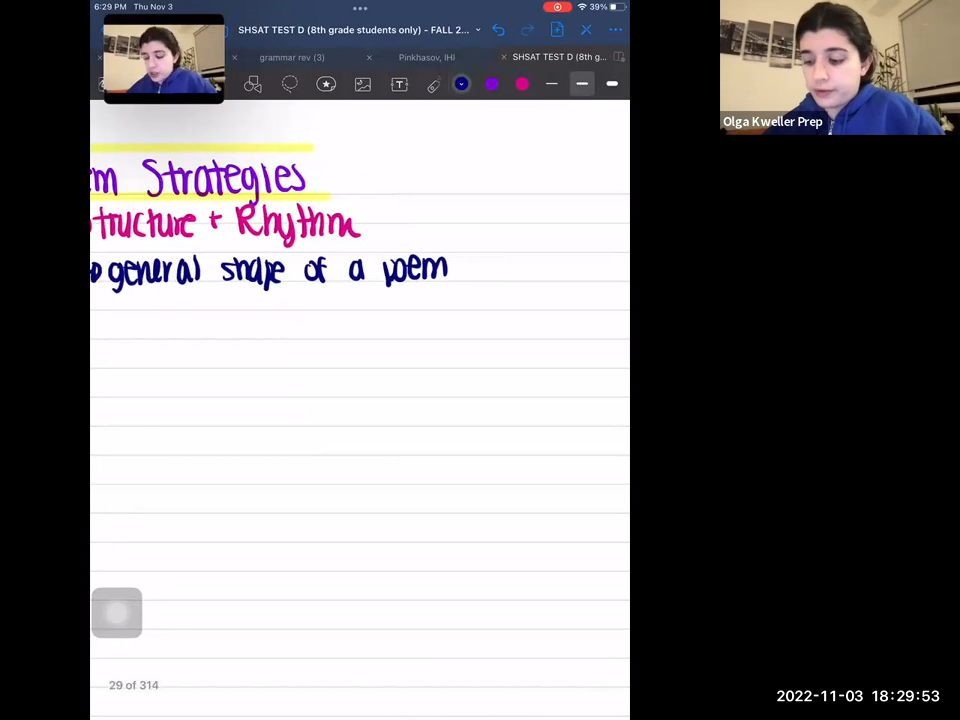 6:29 PM Thu Nov 3
39%
SHSAT TEST D (8th grade students only) - FALL 2...
grammar rev (3)
Pinkhasov, IHI
SHSAT TEST D (8th g...
em Strategies
tructure + Rhythm
general shape of a poem
29 of 314
Olga Kweller Prep
2022-11-03 18:29:53